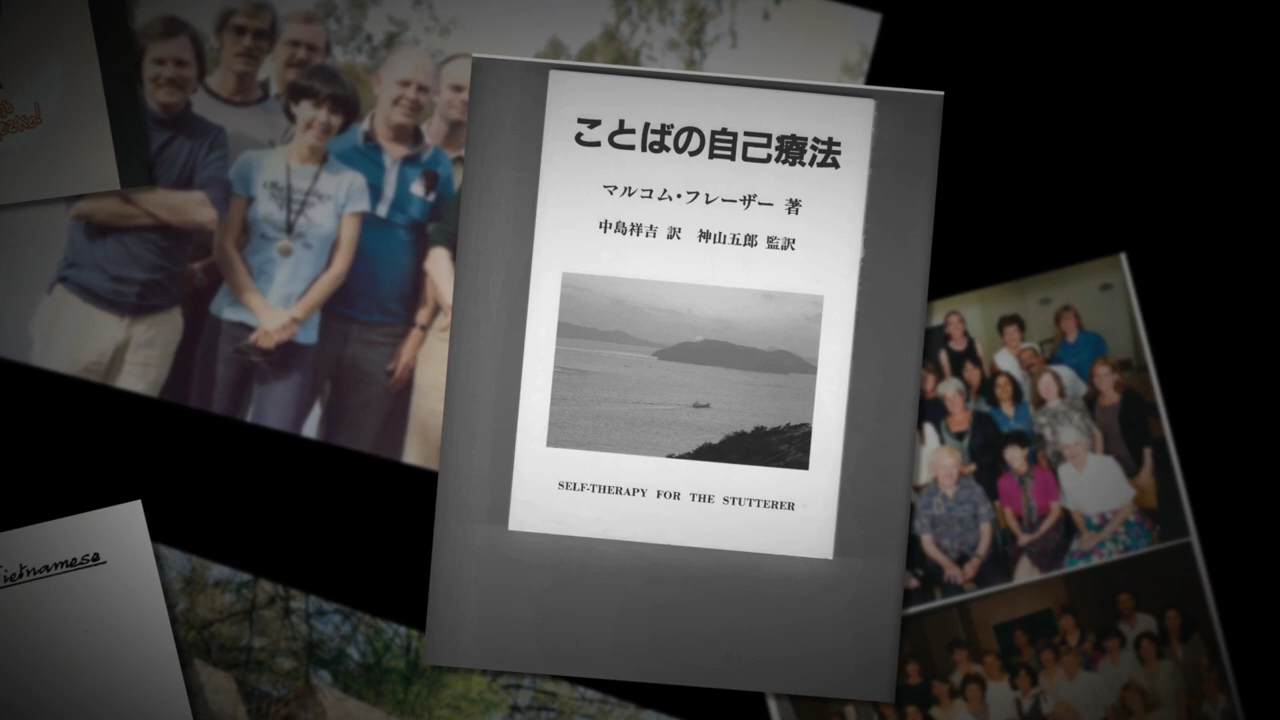 ことばの自己療法
マルコム・フレーザー 著
中島祥吉 訳 神山五郎 監訳
SELF-THERAPY FOR THE STUTTERER